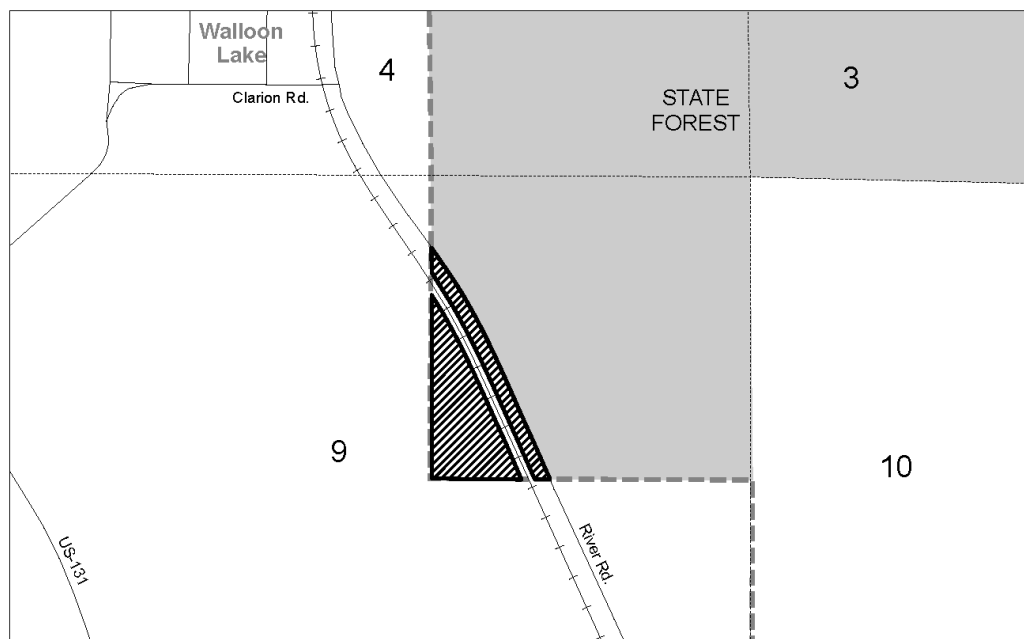 Walloon
Lake
4
3
Clarion Rd.
STATE
FOREST
9
10
US-131
River Rd.